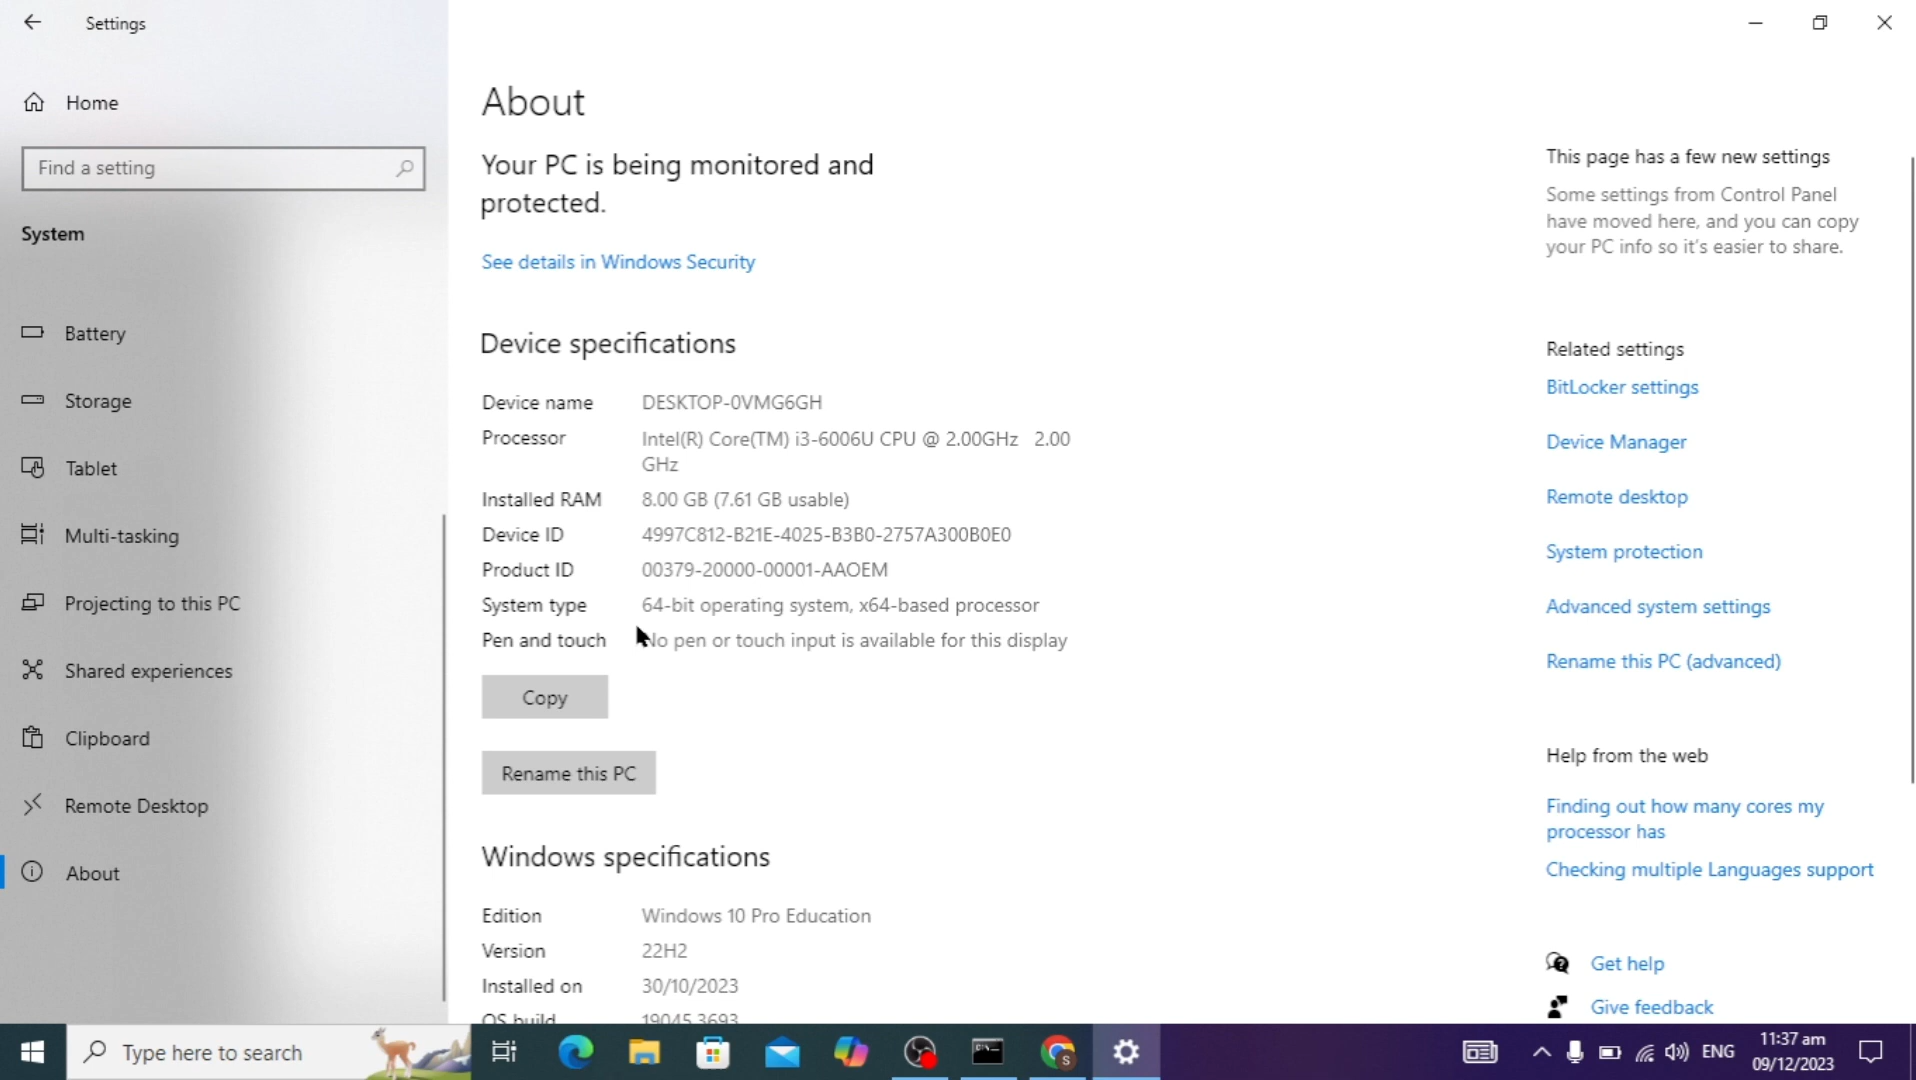 Settings
Home
Find a setting
System
Battery
Storage
Tablet
Multi-tasking
Projecting to this PC
Shared experiences
Clipboard
Remote Desktop
About
About
Your PC is being monitored and
protected.
See details in Windows Security
Device specifications
Device name DESKTOP-0VMG6GH
Processor Intel(R) Core(TM) i3-6006U CPU @ 2.00GHz 2.00
GHz
Installed RAM 8.00 GB (7.61 GB usable)
Device ID 4997C812-B21E-4025-B3B0-2757A300B0E0
Product ID 00379-20000-00001-AAOEM
System type 64-bit operating system, x64-based processor
Pen and touch No pen or touch input is available for this display
Copy
Rename this PC
Windows specifications
Edition Windows 10 Pro Education
Version 22H2
Installed on 30/10/2023
OS build 19045.3693
This page has a few new settings
Some settings from Control Panel
have moved here, and you can copy
your PC info so it's easier to share.
Related settings
BitLocker settings
Device Manager
Remote desktop
System protection
Advanced system settings
Rename this PC (advanced)
Help from the web
Finding out how many cores my
processor has
Checking multiple Languages support
Get help
Give feedback
Type here to search
S
ENG
11:37 am
09/12/2023